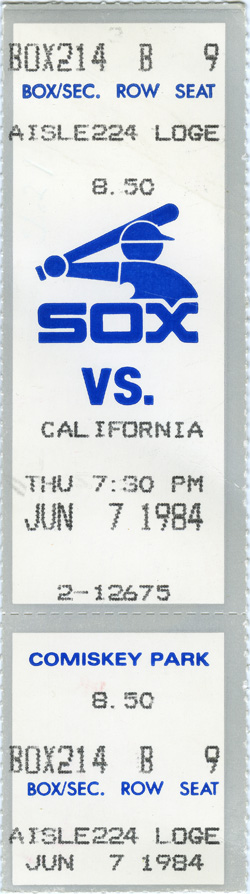 BOX214 B 9
BOX/SEC. ROW SEAT
AISLE224 LOGE
8.50
SOX
VS.
CALIFORNIA
THU 7:30 PM
JUN 7 1984
2-12675
COMISKEY PARK
8.50
BOX214 B 9
BOX/SEC. ROW SEAT
AISLE224 LOGE
JUN 7 1984